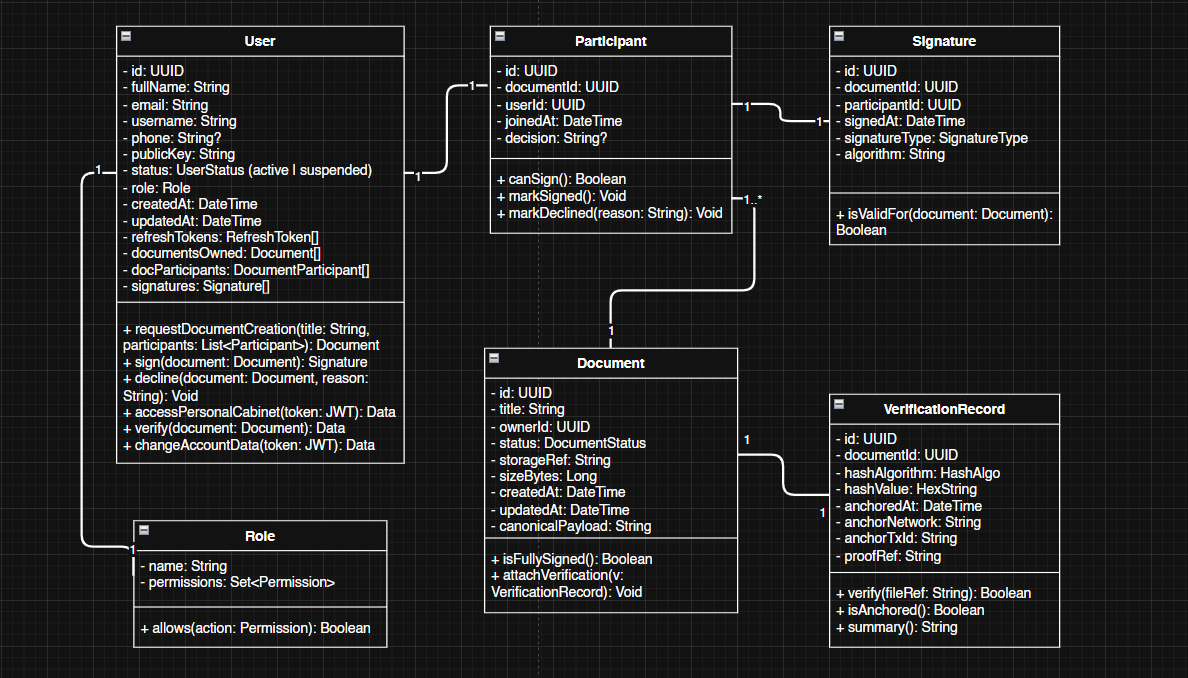 User
- id: UUID
- fullName: String
- email: String
- username: String
- phone: String?
- publicKey: String
- status: UserStatus (active I suspended)
- role: Role
- createdAt: DateTime
- updatedAt: DateTime
- refreshTokens: RefreshToken[]
- documentsOwned: Document[]
- docParticipants: DocumentParticipant[]
- signatures: Signature[]
+ requestDocumentCreation(title: String,
participants: List<Participant>): Document
+ sign(document: Document): Signature
+ decline(document: Document, reason:
String): Void
+ accessPersonalCabinet(token: JWT): Data
+ verify(document: Document): Data
+ changeAccountData(token: JWT): Data
1
1
1
1
Participant
- id: UUID
- documentId: UUID
- userId: UUID
- joinedAt: DateTime
- decision: String?
+ canSign(): Boolean
+ markSigned(): Void
+ markDeclined(reason: String): Void
1
1
1..*
1
Signature
- id: UUID
- documentId: UUID
- participantId: UUID
- signedAt: DateTime
- signatureType: SignatureType
- algorithm: String
+ isValidFor(document: Document):
Boolean
Role
- name: String
- permissions: Set<Permission>
+ allows(action: Permission): Boolean
Document
- id: UUID
- title: String
- ownerId: UUID
- status: DocumentStatus
- storageRef: String
- sizeBytes: Long
- createdAt: DateTime
- updatedAt: DateTime
- canonicalPayload: String
+ isFullySigned(): Boolean
+ attachVerification(v:
VerificationRecord): Void
1
1
VerificationRecord
- id: UUID
- documentId: UUID
- hashAlgorithm: HashAlgo
- hashValue: HexString
- anchoredAt: DateTime
- anchorNetwork: String
- anchorTxId: String
- proofRef: String
+ verify(fileRef: String): Boolean
+ isAnchored(): Boolean
+ summary(): String